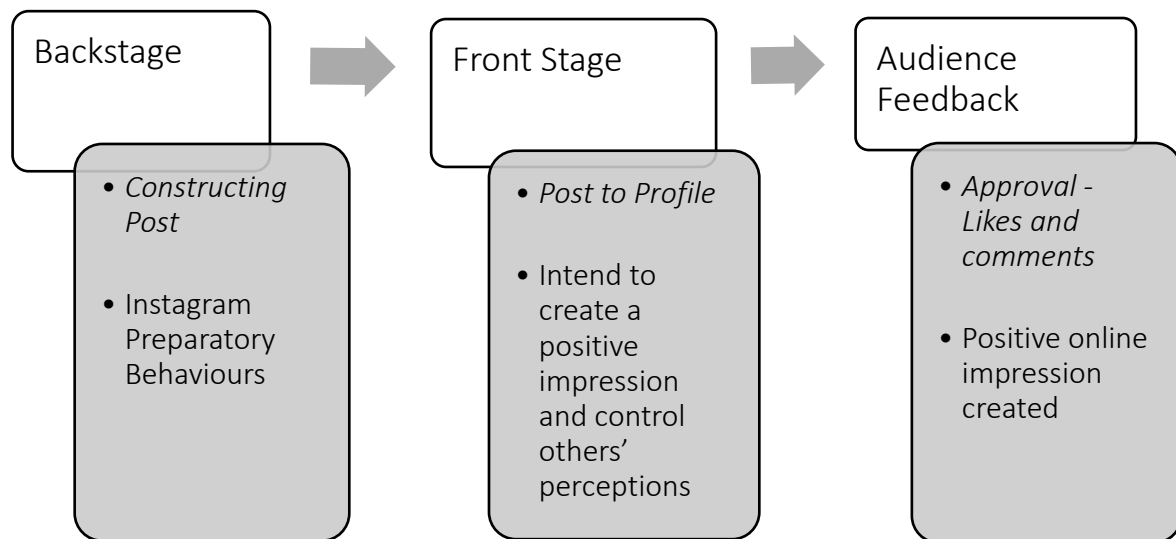 Backstage
• Constructing
Post
• Instagram
Preparatory
Behaviours
Front Stage
• Post to Profile
• Intend to
create a
positive
impression
and control
others’
perceptions
Audience
Feedback
• Approval -
Likes and
comments
• Positive online
impression
created